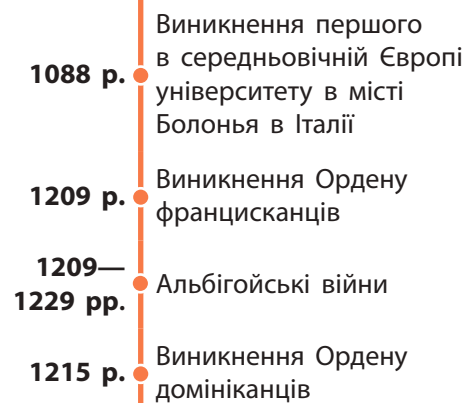 1088 р.
Виникнення першого
в середньовічній Європі
університету в місті
Болонья в Італії
1209 р.
Виникнення Ордену
францисканців
1209—
1229 рр.
Альбігойські війни
1215 р.
Виникнення Ордену
домініканців